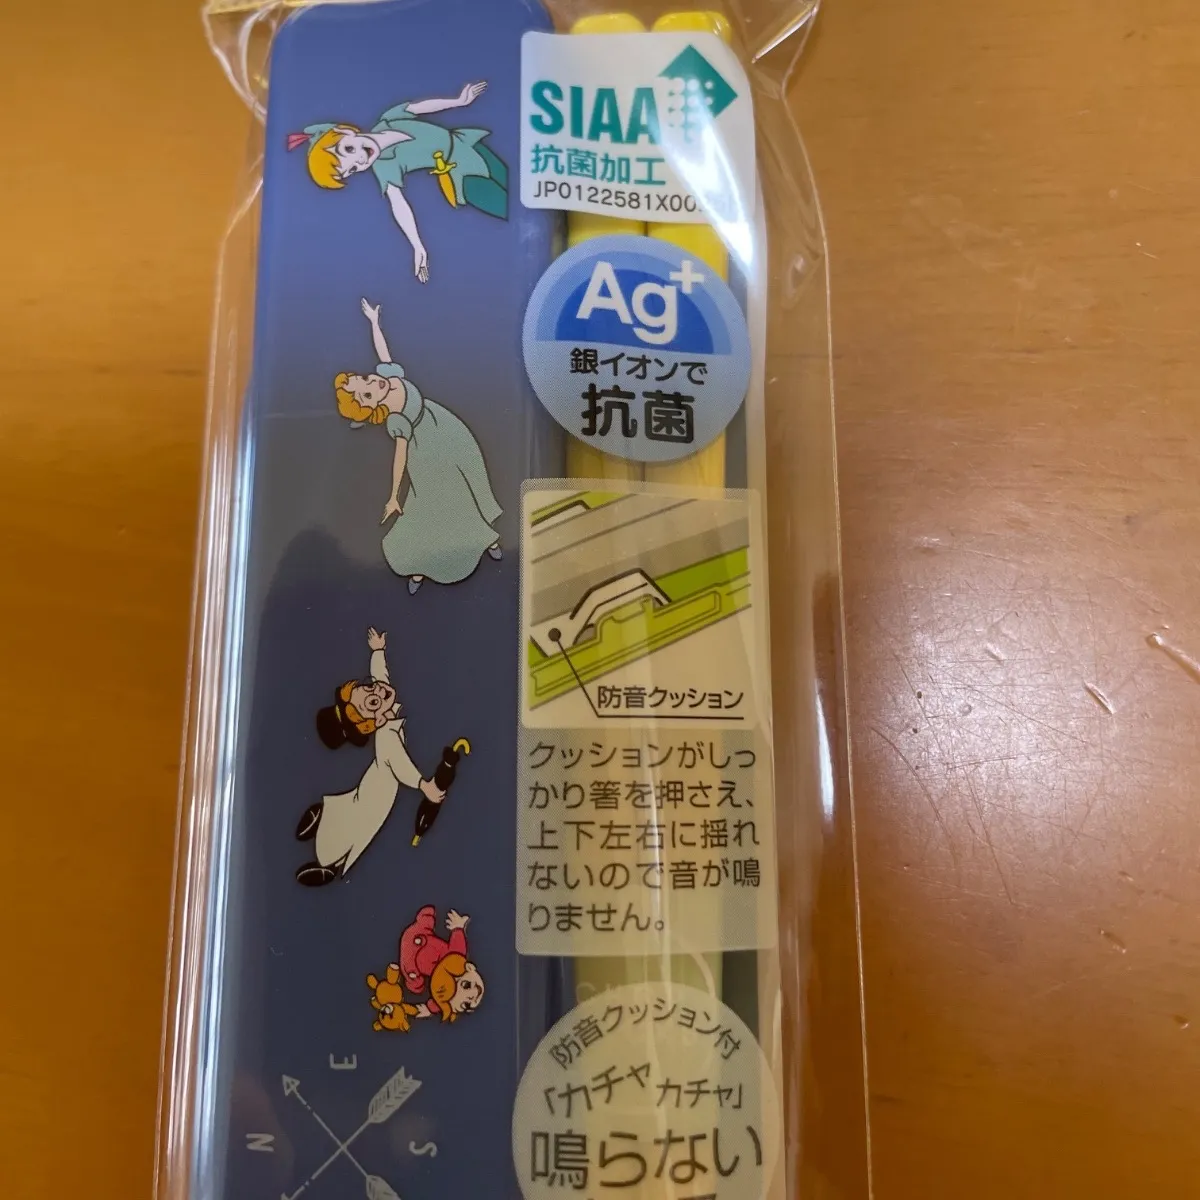 SIAA
抗菌加工
JP0122581X00
Ag+
銀イオンで
抗菌
防音クッション
クッションがしっ
かり箸を押さえ、
上下左右に揺れ
ないので音が鳴
りません。
防音クッション付
「カチャカチャ」
鳴らない
E
N
S